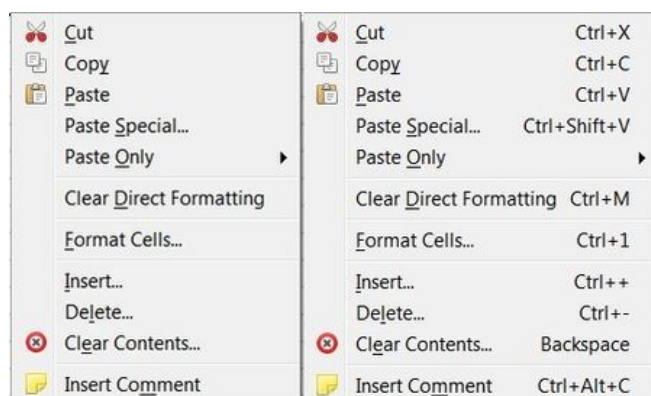 Cut
Copy
Paste
Paste Special...
Paste Only
Clear Direct Formatting
Format Cells...
Insert...
Delete...
Clear Contents...
Insert Comment
Cut Ctrl+X
Copy Ctrl+C
Paste Ctrl+V
Paste Special... Ctrl+Shift+V
Paste Only
Clear Direct Formatting Ctrl+M
Format Cells... Ctrl+1
Insert... Ctrl++
Delete... Ctrl+-
Clear Contents... Backspace
Insert Comment Ctrl+Alt+C